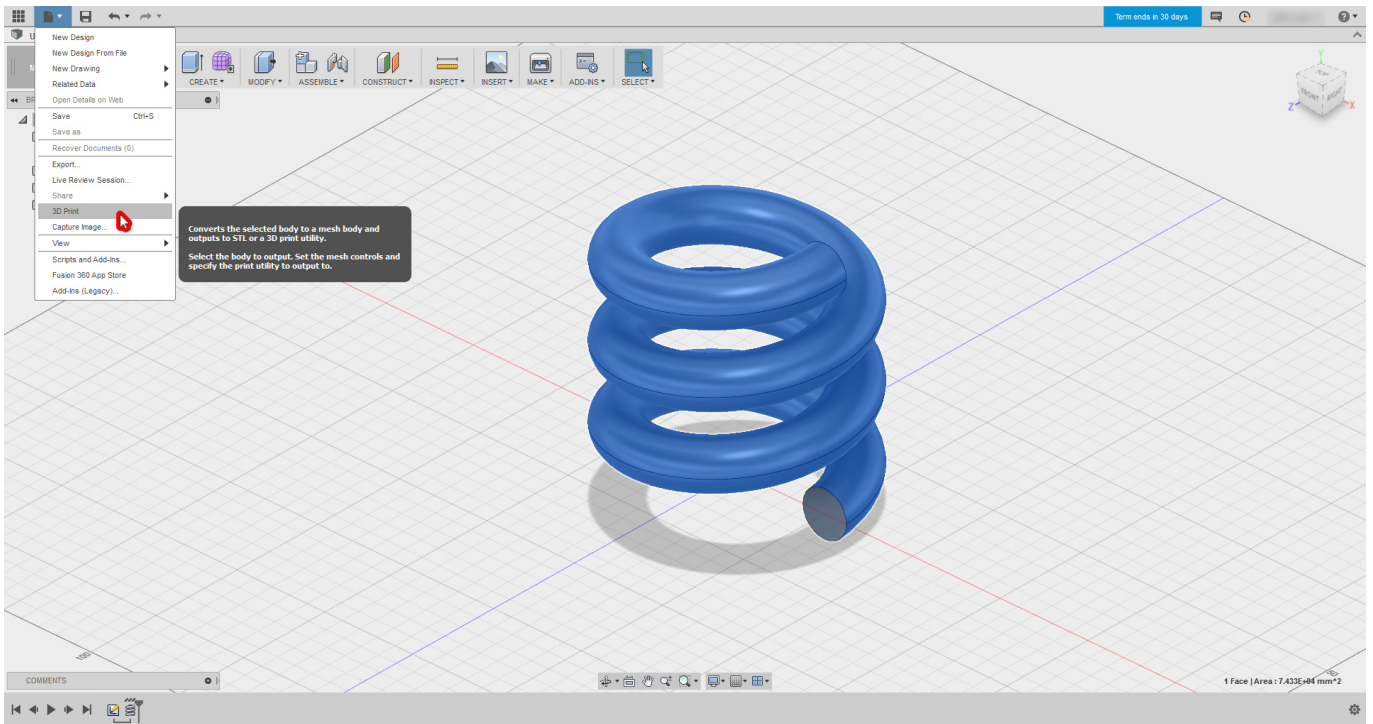 Term ends in 30 days
U
New Design
New Design From File
New Drawing
Related Data
Open Details on Web
Save Ctrl+S
Save as
Recover Documents (0)
Export...
Live Review Session...
Share
3D Print
Capture Image...
View
Scripts and Add-Ins...
Fusion 360 App Store
Add-Ins (Legacy)...
M
CREATE
MODIFY
ASSEMBLE
CONSTRUCT
INSPECT
INSERT
MAKE
ADD-INS
SELECT
BR
Converts the selected body to a mesh body and
outputs to STL or a 3D print utility.
Select the body to output. Set the mesh controls and
specify the print utility to output to.
Y
TOP
FRONT
RIGHT
Z
X
100
COMMENTS
1 Face | Area : 7.433E+04 mm^2